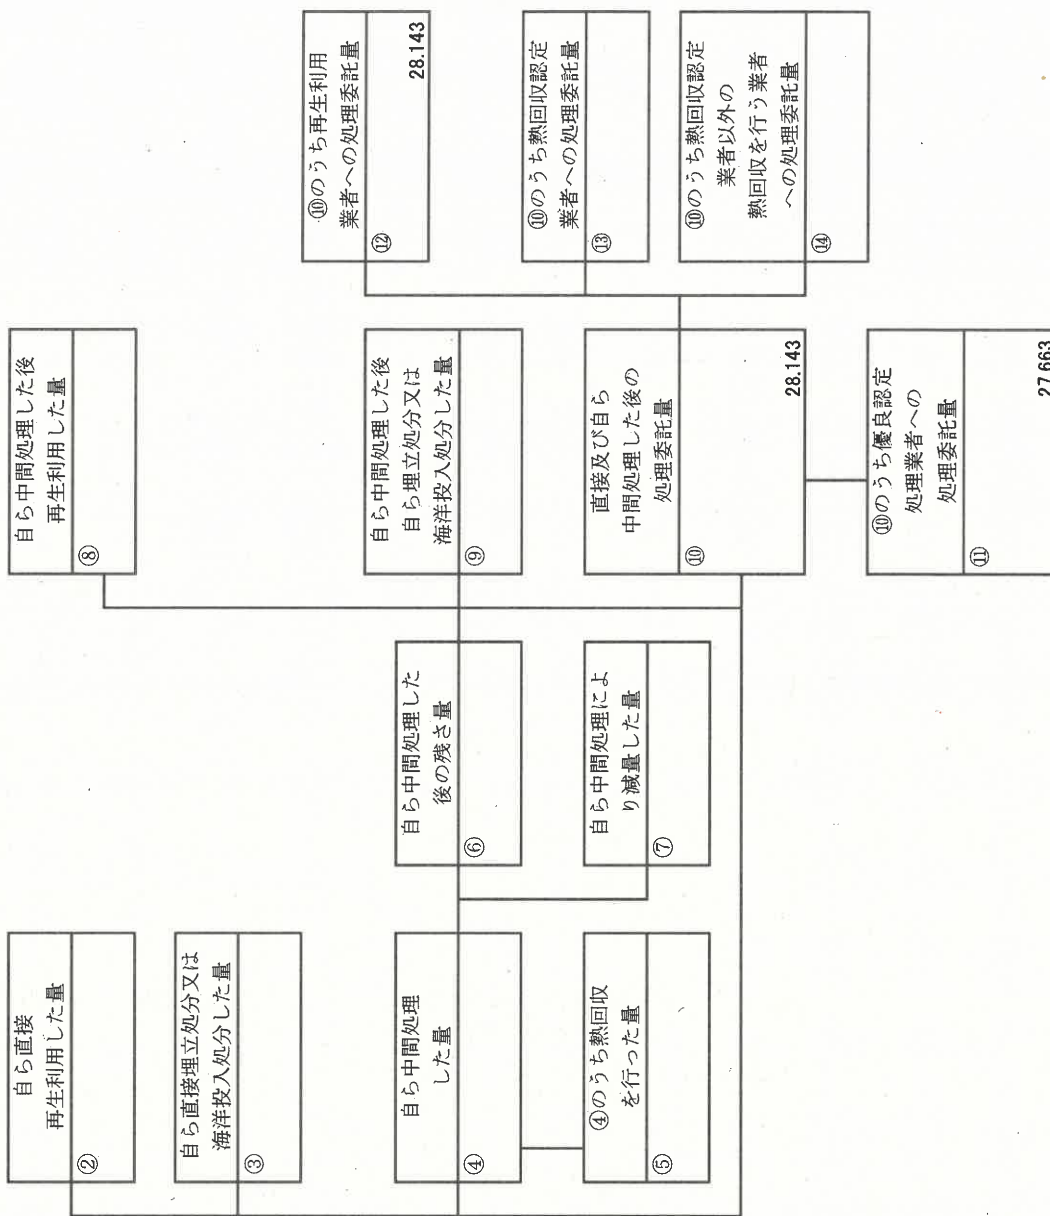 自ら直接
再生利用した量
②
自ら直接埋立処分又は
海洋投入処分した量
③
自ら中間処理
した量
④
④のうち熱回収
を行った量
⑤
自ら中間処理した
後の残さ量
⑥
自ら中間処理によ
り減量した量
⑦
自ら中間処理した後
再生利用した量
⑧
自ら中間処理した後
自ら埋立処分又は
海洋投入処分した量
⑨
直接及び自ら
中間処理した後の
処理委託量
⑩
28.143
⑩のうち優良認定
処理業者への
処理委託量
⑪
27.663
⑩のうち再生利用
業者への処理委託量
⑫
28.143
⑩のうち熱回収認定
業者への処理委託量
⑬
⑩のうち熱回収認定
業者以外の
熱回収を行う業者
への処理委託量
⑭